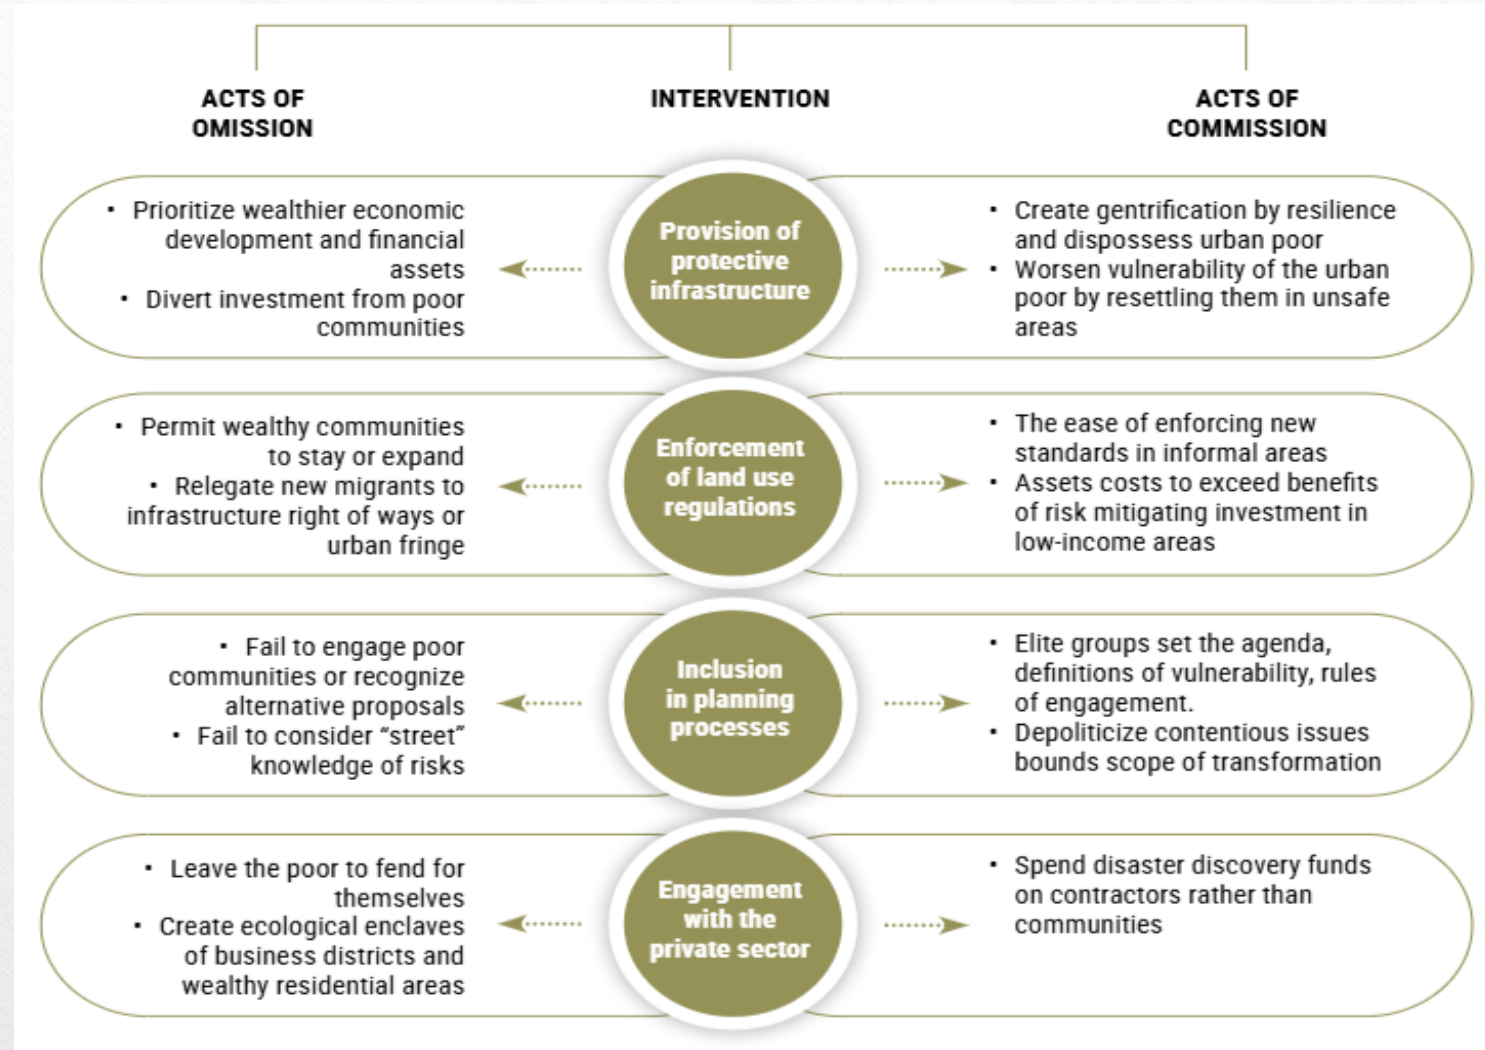 ACTS OF
OMISSION
INTERVENTION
ACTS OF
COMMISSION
• Prioritize wealthier economic
development and financial
assets
• Divert investment from poor
communities
Provision of
protective
infrastructure
• Create gentrification by resilience
and dispossess urban poor
• Worsen vulnerability of the urban
poor by resettling them in unsafe
areas
• Permit wealthy communities
to stay or expand
• Relegate new migrants to
infrastructure right of ways or
urban fringe
Enforcement
of land use
regulations
• The ease of enforcing new
standards in informal areas
• Assets costs to exceed benefits
of risk mitigating investment in
low-income areas
• Fail to engage poor
communities or recognize
alternative proposals
• Fail to consider “street”
knowledge of risks
Inclusion
in planning
processes
• Elite groups set the agenda,
definitions of vulnerability, rules
of engagement.
• Depoliticize contentious issues
bounds scope of transformation
• Leave the poor to fend for
themselves
• Create ecological enclaves
of business districts and
wealthy residential areas
Engagement
with the
private sector
• Spend disaster discovery funds
on contractors rather than
communities